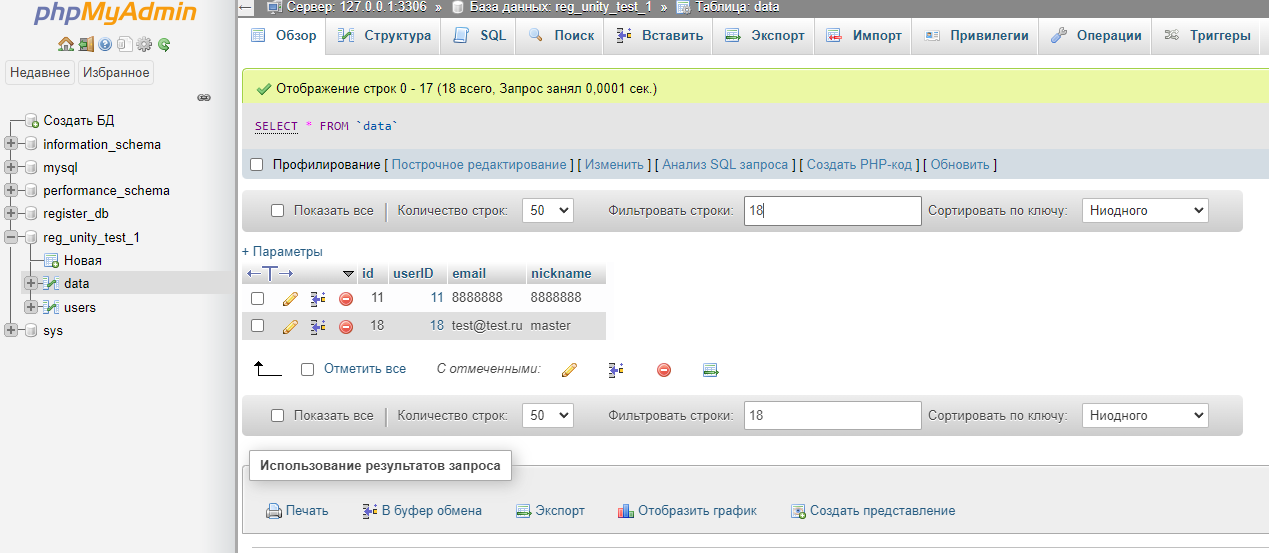 phpMyAdmin
Недавнее Избранное
Создать БД
information_schema
mysql
performance_schema
register_db
reg_unity_test_1
Новая
data
users
sys
Сервер: 127.0.0.1:3306 » База данных: reg_unity_test_1 » Таблица: data
Обзор Структура SQL Поиск Вставить Экспорт Импорт Привилегии Операции Триггеры
Отображение строк 0 - 17 (18 всего, Запрос занял 0,0001 сек.)
SELECT * FROM `data`
Профилирование [ Построчное редактирование ] [ Изменить ] [ Анализ SQL запроса ] [ Создать PHP-код ] [ Обновить ]
Показать все Количество строк: 50 Фильтровать строки: 18 Сортировать по ключу: Ниодного
+ Параметры
id userID email nickname
11 11 8888888 8888888
18 18 test@test.ru master
Отметить все С отмеченными:
Показать все Количество строк: 50 Фильтровать строки: 18 Сортировать по ключу: Ниодного
Использование результатов запроса
Печать В буфер обмена Экспорт Отобразить график Создать представление